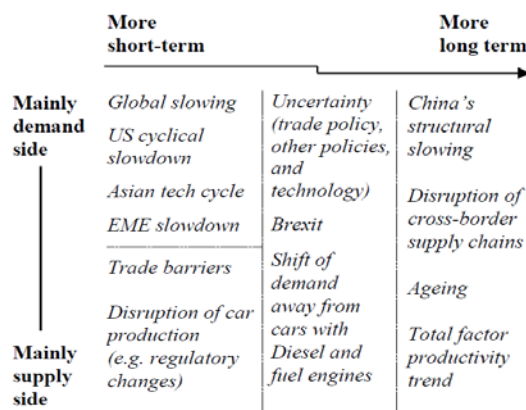 More
short-term
More
long term
Mainly
demand
side
Mainly
supply
side
Global slowing
US cyclical
slowdown
Asian tech cycle
EME slowdown
Trade barriers
Disruption of car
production
(e.g. regulatory
changes)
Uncertainty
(trade policy,
other policies,
and
technology)
Brexit
Shift of
demand
away from
cars with
Diesel and
fuel engines
China's
structural
slowing
Disruption of
cross-border
supply chains
Ageing
Total factor
productivity
trend